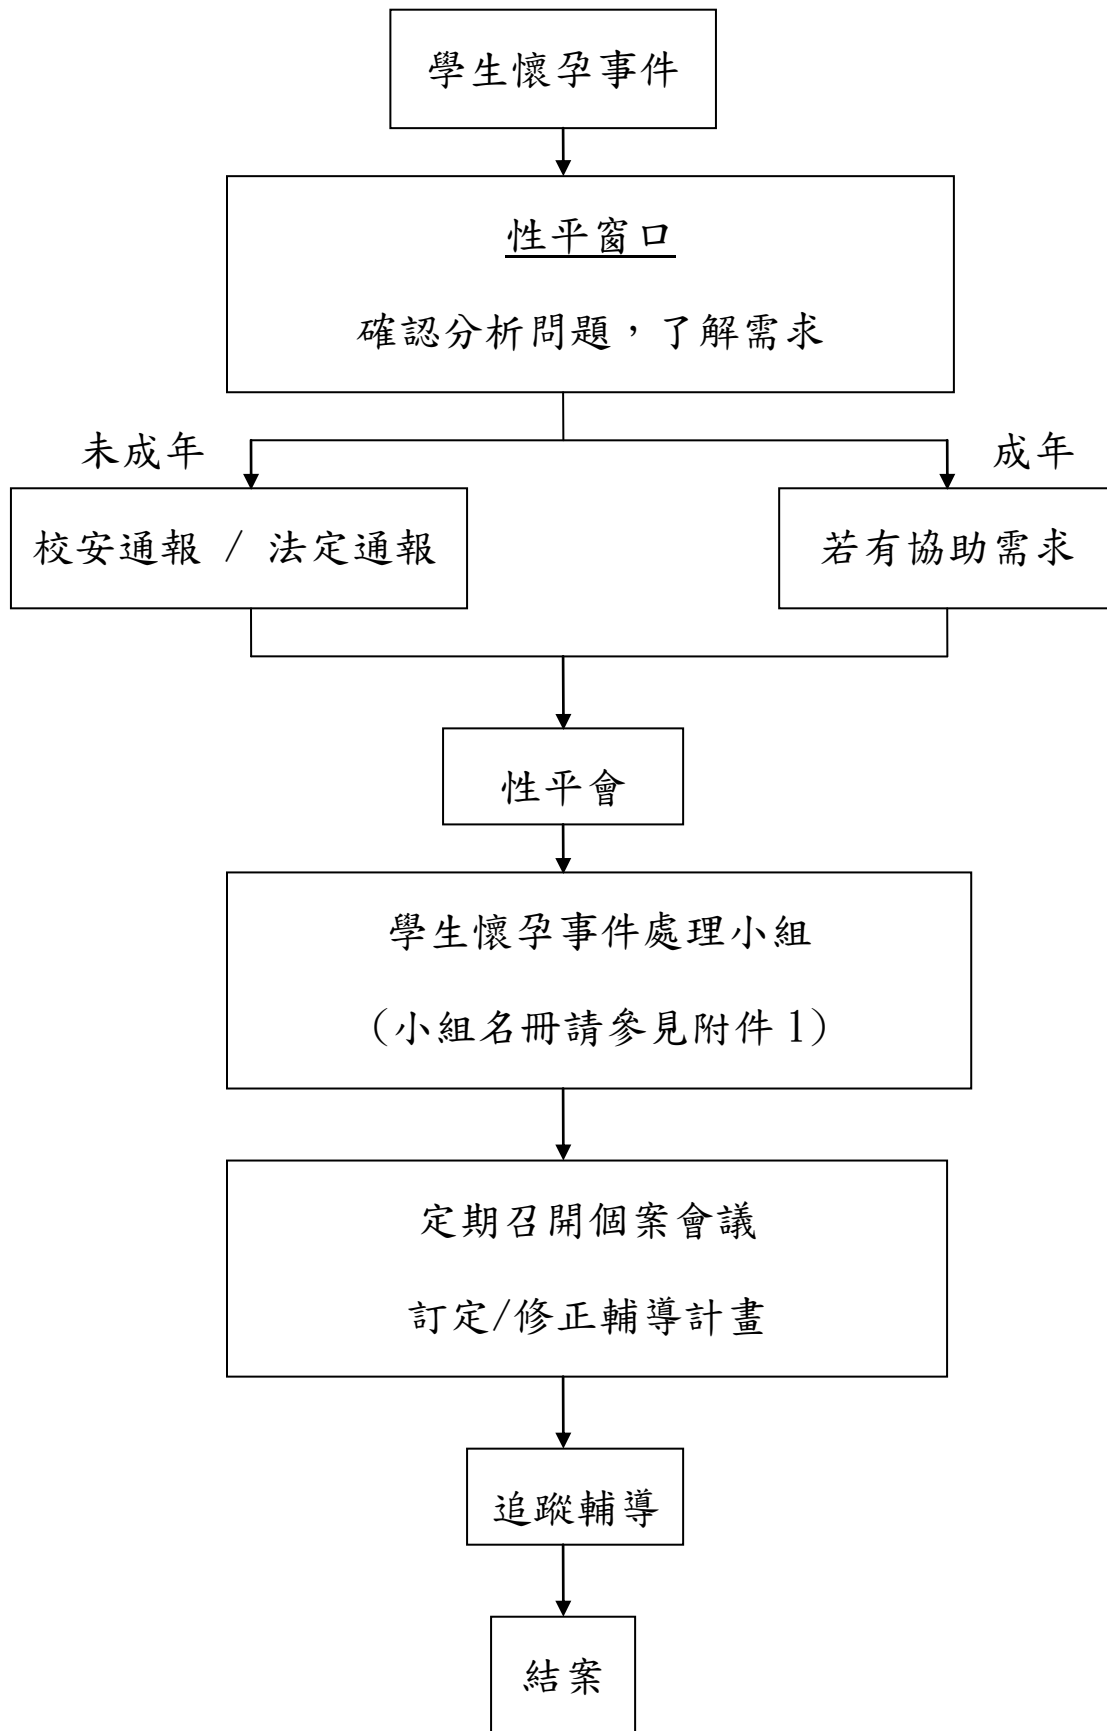 學生懷孕事件
性平窗口
確認分析問題，了解需求
未成年
成年
校安通報 / 法定通報
若有協助需求
性平會
學生懷孕事件處理小組
（小組名冊請參見附件1）
定期召開個案會議
訂定/修正輔導計畫
追蹤輔導
結案